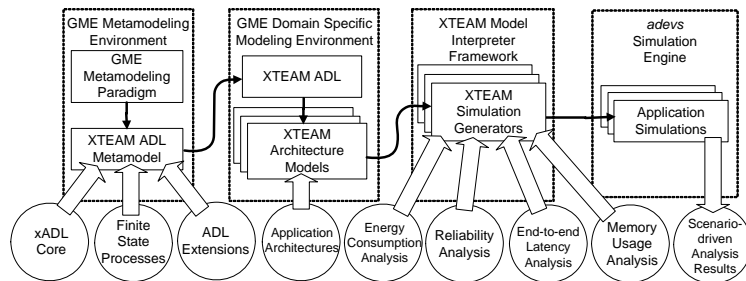 GME Metamodeling
Environment
GME
Metamodeling
Paradigm
XTEAM ADL
Metamodel
GME Domain Specific
Modeling Environment
XTEAM ADL
XTEAM
Architecture
Models
XTEAM Model
Interpreter
Framework
XTEAM
Simulation
Generators
adevs
Simulation
Engine
Application
Simulations
xADL
Core
Finite
State
Processes
ADL
Extensions
Application
Architectures
Energy
Consumption
Analysis
Reliability
Analysis
End-to-end
Latency
Analysis
Memory
Usage
Analysis
Scenario-
driven
Analysis
Results